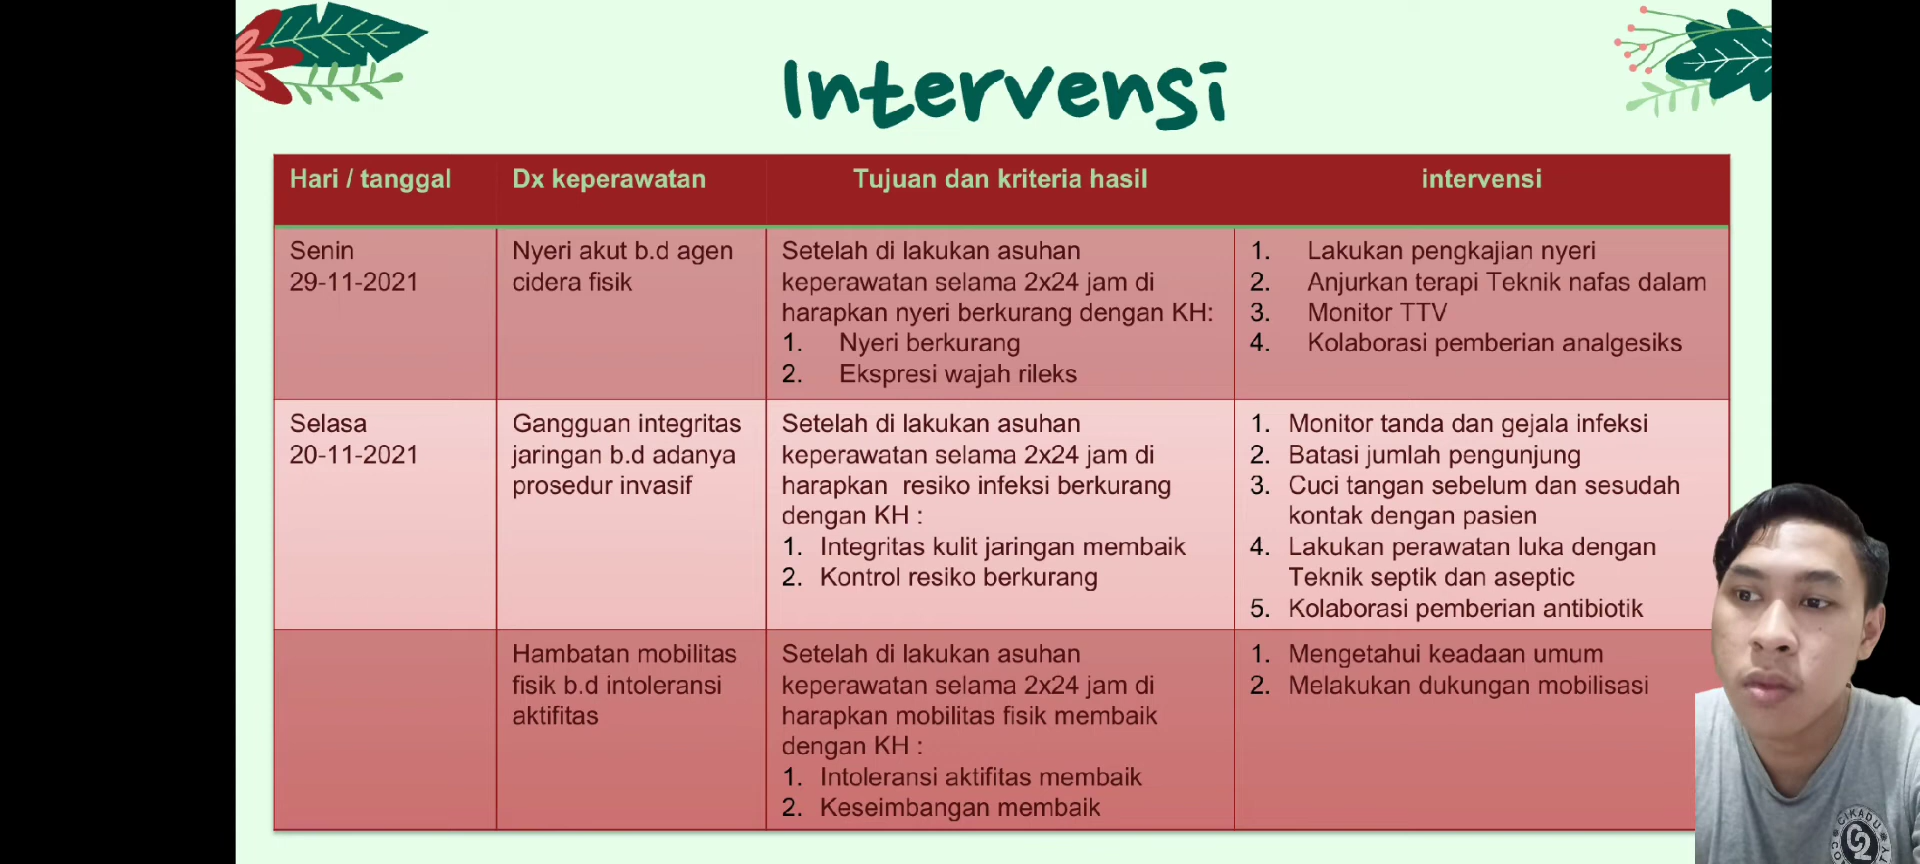 Intervensi
Hari / tanggal
Dx keperawatan
Tujuan dan kriteria hasil
intervensi
Senin
29-11-2021
Nyeri akut b.d agen
cidera fisik
Setelah di lakukan asuhan
keperawatan selama 2x24 jam di
harapkan nyeri berkurang dengan KH:
1. Nyeri berkurang
2. Ekspresi wajah rileks
1. Lakukan pengkajian nyeri
2. Anjurkan terapi Teknik nafas dalam
3. Monitor TTV
4. Kolaborasi pemberian analgesiks
Selasa
20-11-2021
Gangguan integritas
jaringan b.d adanya
prosedur invasif
Setelah di lakukan asuhan
keperawatan selama 2x24 jam di
harapkan resiko infeksi berkurang
dengan KH :
1. Integritas kulit jaringan membaik
2. Kontrol resiko berkurang
1. Monitor tanda dan gejala infeksi
2. Batasi jumlah pengunjung
3. Cuci tangan sebelum dan sesudah
kontak dengan pasien
4. Lakukan perawatan luka dengan
Teknik septik dan aseptic
5. Kolaborasi pemberian antibiotik
Hambatan mobilitas
fisik b.d intoleransi
aktifitas
Setelah di lakukan asuhan
keperawatan selama 2x24 jam di
harapkan mobilitas fisik membaik
dengan KH :
1. Intoleransi aktifitas membaik
2. Keseimbangan membaik
1. Mengetahui keadaan umum
2. Melakukan dukungan mobilisasi
CIKADU